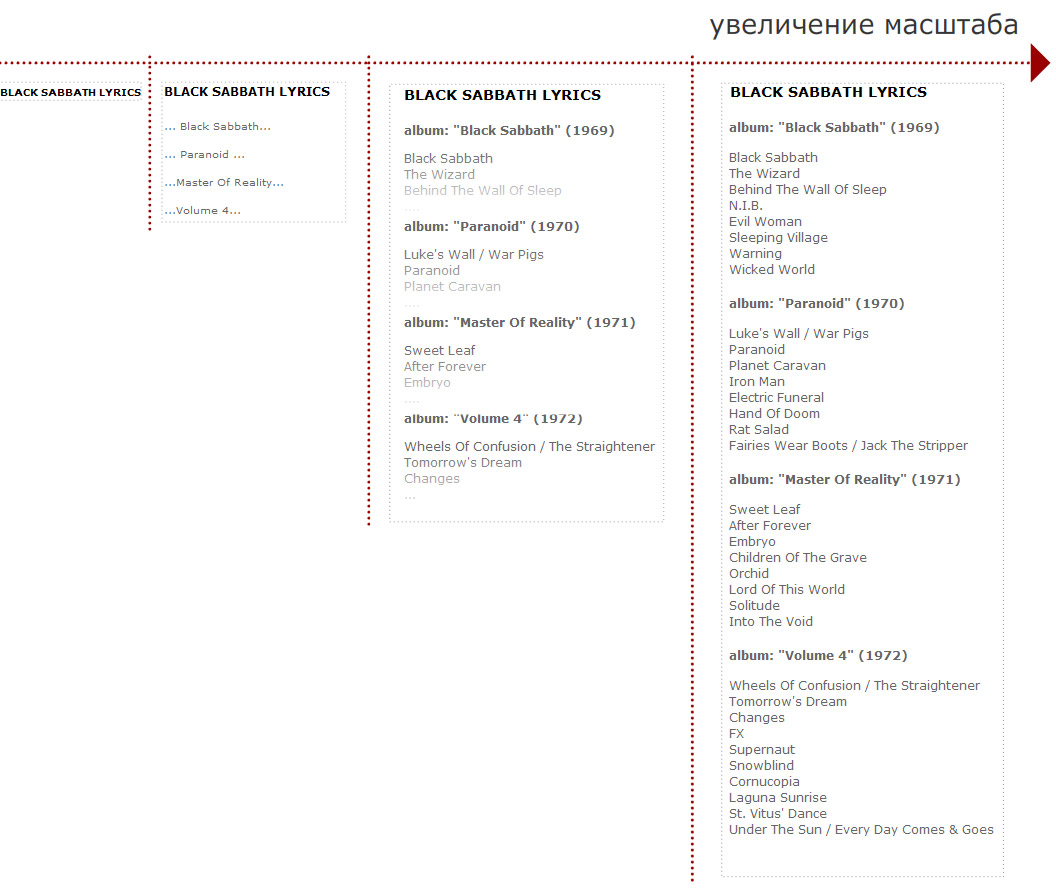 увеличение масштаба
BLACK SABBATH LYRICS
BLACK SABBATH LYRICS
... Black Sabbath...
... Paranoid ...
...Master Of Reality...
...Volume 4...
BLACK SABBATH LYRICS
album: "Black Sabbath" (1969)
Black Sabbath
The Wizard
Behind The Wall Of Sleep
....
album: "Paranoid" (1970)
Luke's Wall / War Pigs
Paranoid
Planet Caravan
....
album: "Master Of Reality" (1971)
Sweet Leaf
After Forever
Embryo
....
album: "Volume 4" (1972)
Wheels Of Confusion / The Straightener
Tomorrow's Dream
Changes
...
BLACK SABBATH LYRICS
album: "Black Sabbath" (1969)
Black Sabbath
The Wizard
Behind The Wall Of Sleep
N.I.B.
Evil Woman
Sleeping Village
Warning
Wicked World
album: "Paranoid" (1970)
Luke's Wall / War Pigs
Paranoid
Planet Caravan
Iron Man
Electric Funeral
Hand Of Doom
Rat Salad
Fairies Wear Boots / Jack The Stripper
album: "Master Of Reality" (1971)
Sweet Leaf
After Forever
Embryo
Children Of The Grave
Orchid
Lord Of This World
Solitude
Into The Void
album: "Volume 4" (1972)
Wheels Of Confusion / The Straightener
Tomorrow's Dream
Changes
FX
Supernaut
Snowblind
Cornucopia
Laguna Sunrise
St. Vitus' Dance
Under The Sun / Every Day Comes & Goes